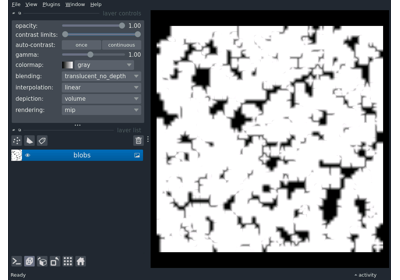 File View Plugins Window Help
layer controls
opacity: 1.00
contrast limits:
auto-contrast: once continuous
gamma: 1.00
colormap: gray
blending: translucent_no_depth
interpolation: linear
depiction: volume
rendering: mip
layer list
blobs
Ready activity